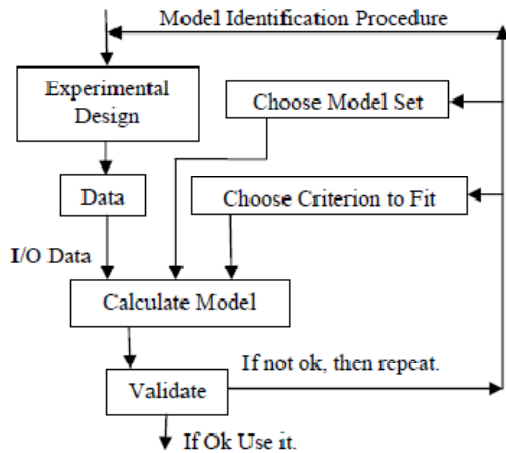 Model Identification Procedure
Experimental
Design
Choose Model Set
Data
Choose Criterion to Fit
I/O Data
Calculate Model
If not ok, then repeat.
Validate
If Ok Use it.